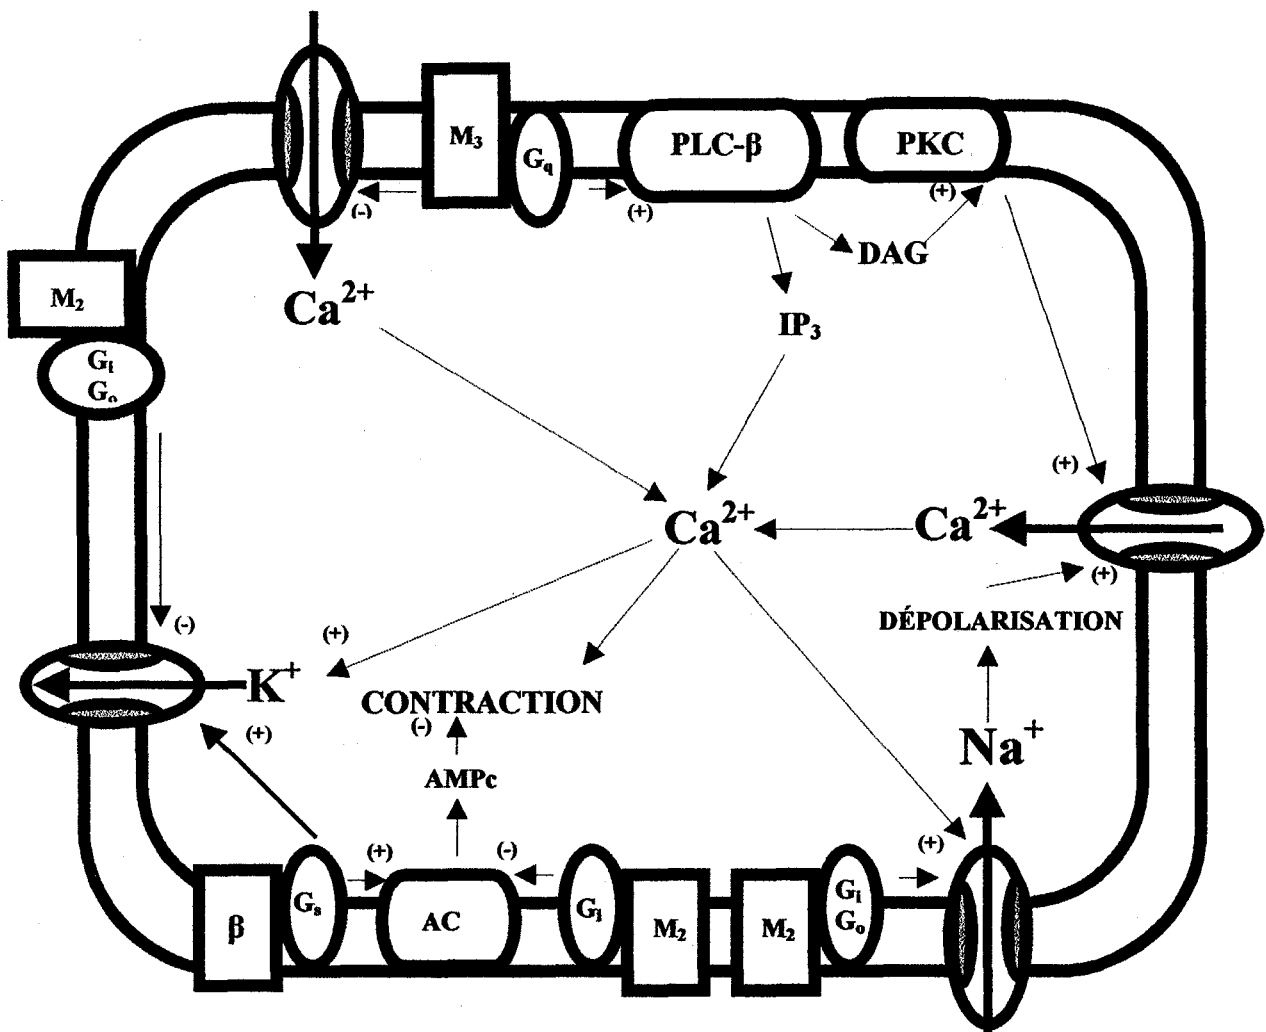 M₃
Gq
PLC-β
PKC
(-)
(+)
(+)
DAG
Ca²⁺
IP₃
M₂
Gᵢ
Gₒ
(+)
Ca²⁺
Ca²⁺
(+)
DÉPOLARISATION
(-)
(+)
K⁺
CONTRACTION
(-)
(+)
Na⁺
AMPc
(+)
(-)
(+)
β
Gₛ
AC
Gᵢ
M₂
M₂
Gᵢ
Gₒ